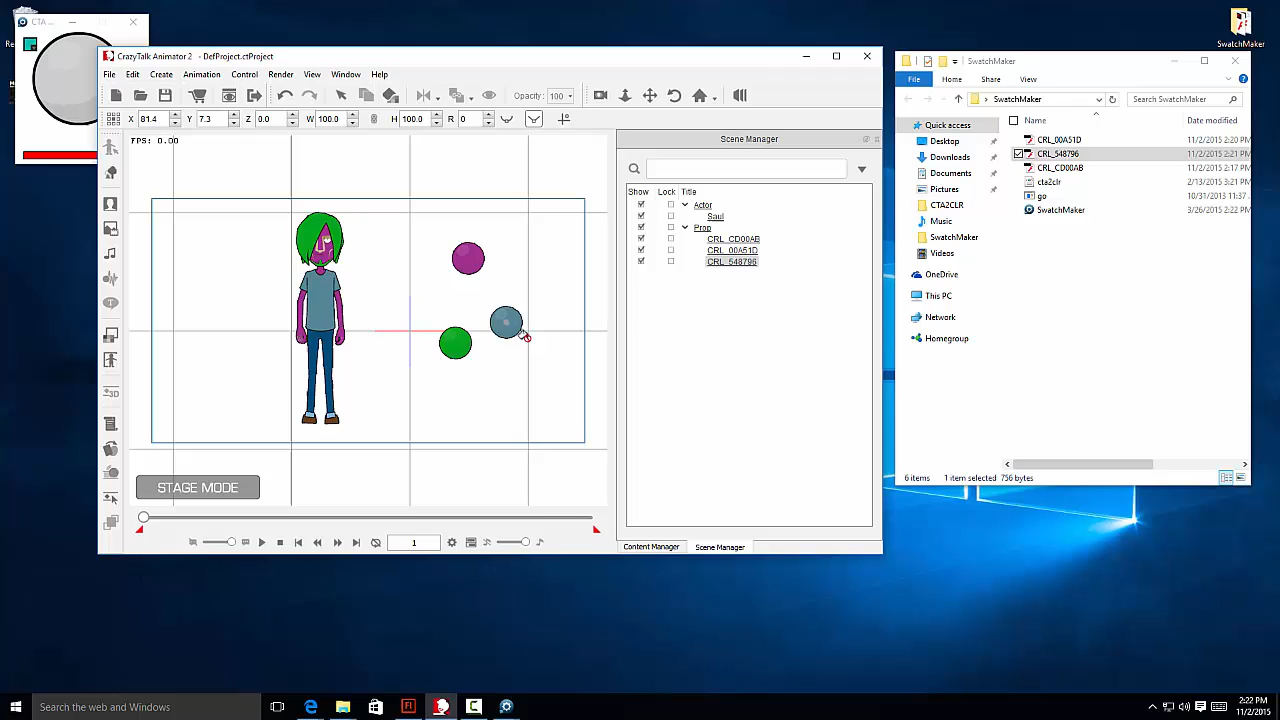 CTA ...
Re
SwatchMaker
CrazyTalk Animator 2 - DefProject.ctProject
File Edit Create Animation Control Render View Window Help
Opacity: 100
X 81.4 Y 7.3 Z 0.0 W 100.0 H 100.0 R 0
FPS: 0.00
STAGE MODE
1
Scene Manager
Show Lock Title
Actor
Saul
Prop
CRL_CD00AB
CRL_00A51D
CRL_548796
Content Manager Scene Manager
SwatchMaker
File Home Share View
SwatchMaker
Search SwatchMaker
Quick access
Desktop
Downloads
Documents
Pictures
CTA2CLR
Music
SwatchMaker
Videos
OneDrive
This PC
Network
Homegroup
Name Date modified
CRL_00A51D 11/2/2015 2:20 PM
CRL_548796 11/2/2015 2:21 PM
CRL_CD00AB 11/2/2015 2:17 PM
cta2clr 2/13/2015 3:21 P
go 10/31/2013 11:37
SwatchMaker 3/26/2015 2:22 P
6 items 1 item selected 756 bytes
Search the web and Windows
2:22 PM
11/2/2015